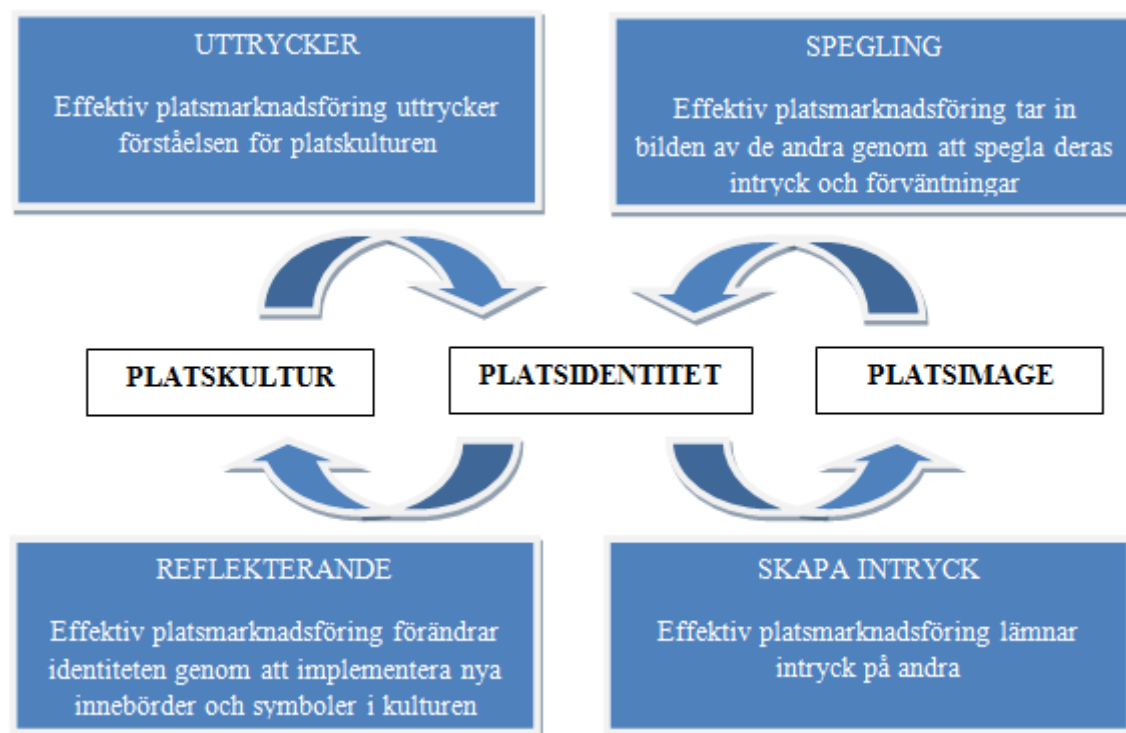 UTTRYCKER
Effektiv platsmarknadsföring uttrycker
förståelsen för platskulturen
SPEGLING
Effektiv platsmarknadsföring tar in
bilden av de andra genom att spegla deras
intryck och förväntningar
PLATSKULTUR
PLATSIDENTITET
PLATSIMAGE
REFLEKTERANDE
Effektiv platsmarknadsföring förändrar
identiteten genom att implementera nya
innebörder och symboler i kulturen
SKAPA INTRYCK
Effektiv platsmarknadsföring lämnar
intryck på andra